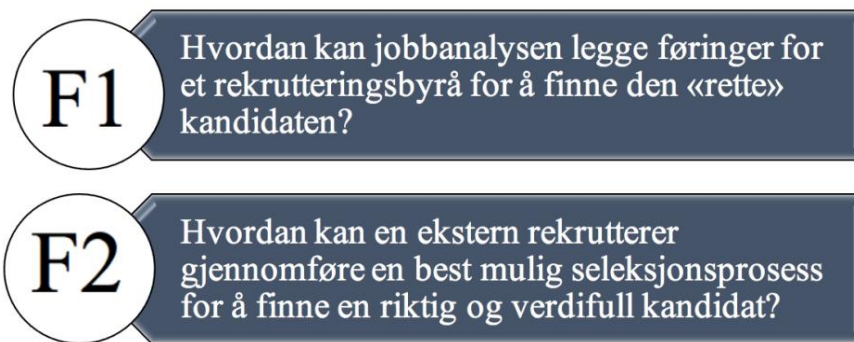 F1
Hvordan kan jobbanalysen legge føringer for
et rekrutteringsbyrå for å finne den «rette»
kandidaten?
F2
Hvordan kan en ekstern rekrutterer
gjennomføre en best mulig seleksjonsprosess
for å finne en riktig og verdifull kandidat?